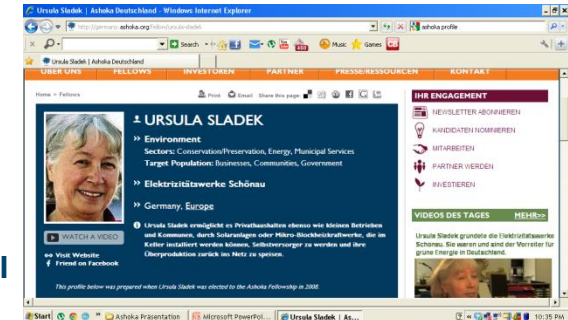 Ursula Sladek | Ashoka Deutschland - Windows Internet Explorer
http://germany.ashoka.org/fellow/ursula-sladek
ashoka profile
Search
Music
Games
Ursula Sladek | Ashoka Deutschland
ÜBER UNS FELLOWS INVESTOREN PARTNER PRESSE/RESSOURCEN KONTAKT
Home > Fellows
Print Email Share this page:
URSULA SLADEK
» Environment
Sectors: Conservation/Preservation, Energy, Municipal Services
Target Population: Businesses, Communities, Government
» Elektrizitätswerke Schönau
» Germany, Europe
Ursula Sladek ermöglicht es Privathaushalten ebenso wie kleinen Betrieben
und Kommunen, durch Solaranlagen oder Mikro-Blockheizkraftwerke, die im
Keller installiert werden können, Selbstversorger zu werden und ihre
Überproduktion zurück ins Netz zu speisen.
This profile below was prepared when Ursula Sladek was elected to the Ashoka Fellowship in 2008.
WATCH A VIDEO
Visit Website
Friend on Facebook
IHR ENGAGEMENT
NEWSLETTER ABONNIEREN
KANDIDATEN NOMINIEREN
MITARBEITEN
PARTNER WERDEN
INVESTIEREN
VIDEOS DES TAGES MEHR>>
Ursula Sladek gründete die Elektrizitätswerke
Schönau. Sie waren und sind der Vorreiter für
grüne Energie in Deutschland.
l
Start
Ashoka Präsentation
Microsoft PowerPoi...
Ursula Sladek | As...
10:35 PM